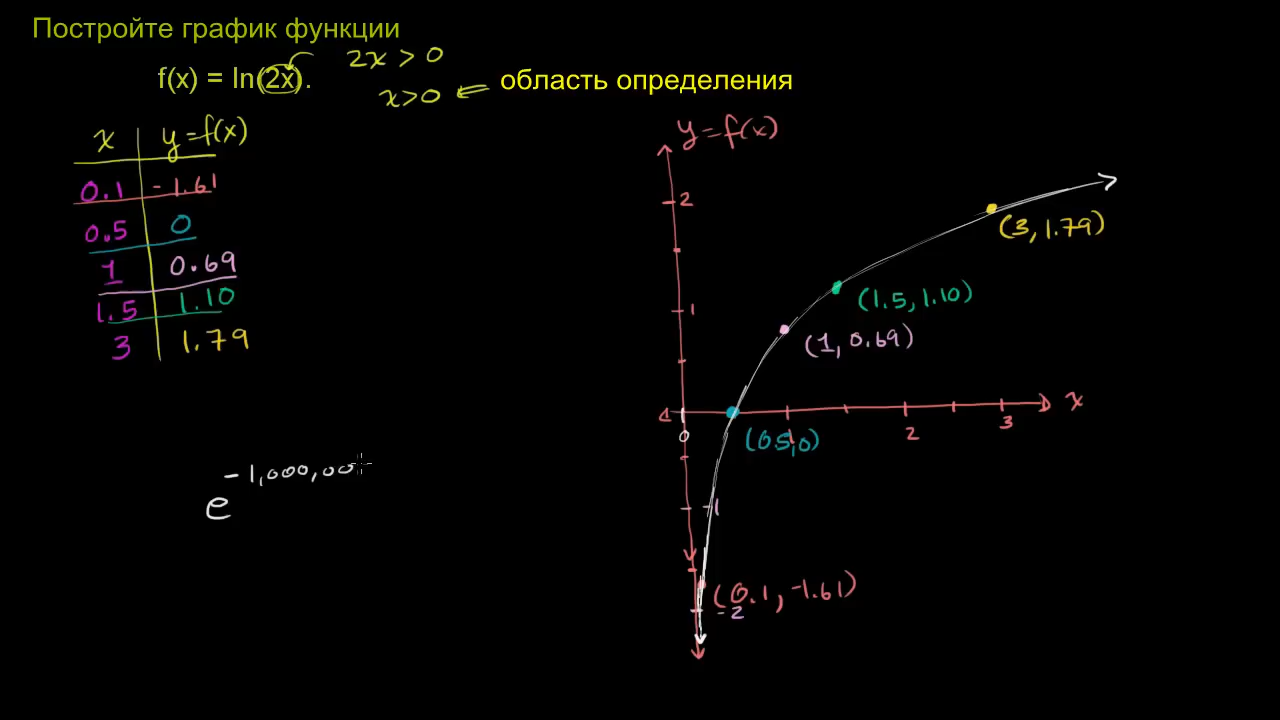 Постройте график функции
f(x) = ln(2x).
2x > 0
x>0
область определения
x y=f(x)
0.1 -1.61
0.5 0
1 0.69
1.5 1.10
3 1.79
e^-1,000,00
y=f(x)
2
(3, 1.79)
1
(1.5, 1.10)
(1, 0.69)
x
0 1 2 3
(0.5,0)
-1
(0.1, -1.61)
-2